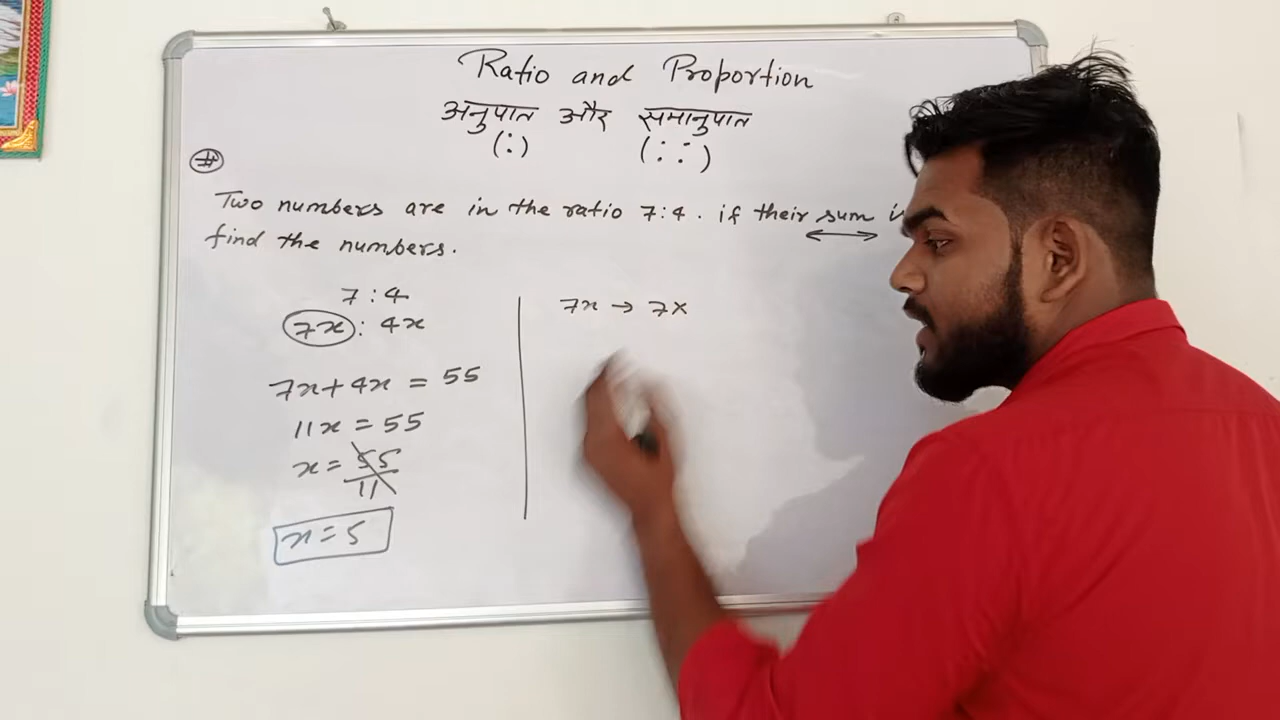 Ratio and Proportion
अनुपात और समानुपात
(:) (::)
#
Two numbers are in the ratio 7:4. if their sum
find the numbers.
7:4
7x : 4x
7x+4x = 55
11x = 55
x = 55/11
x = 5
7x → 7×